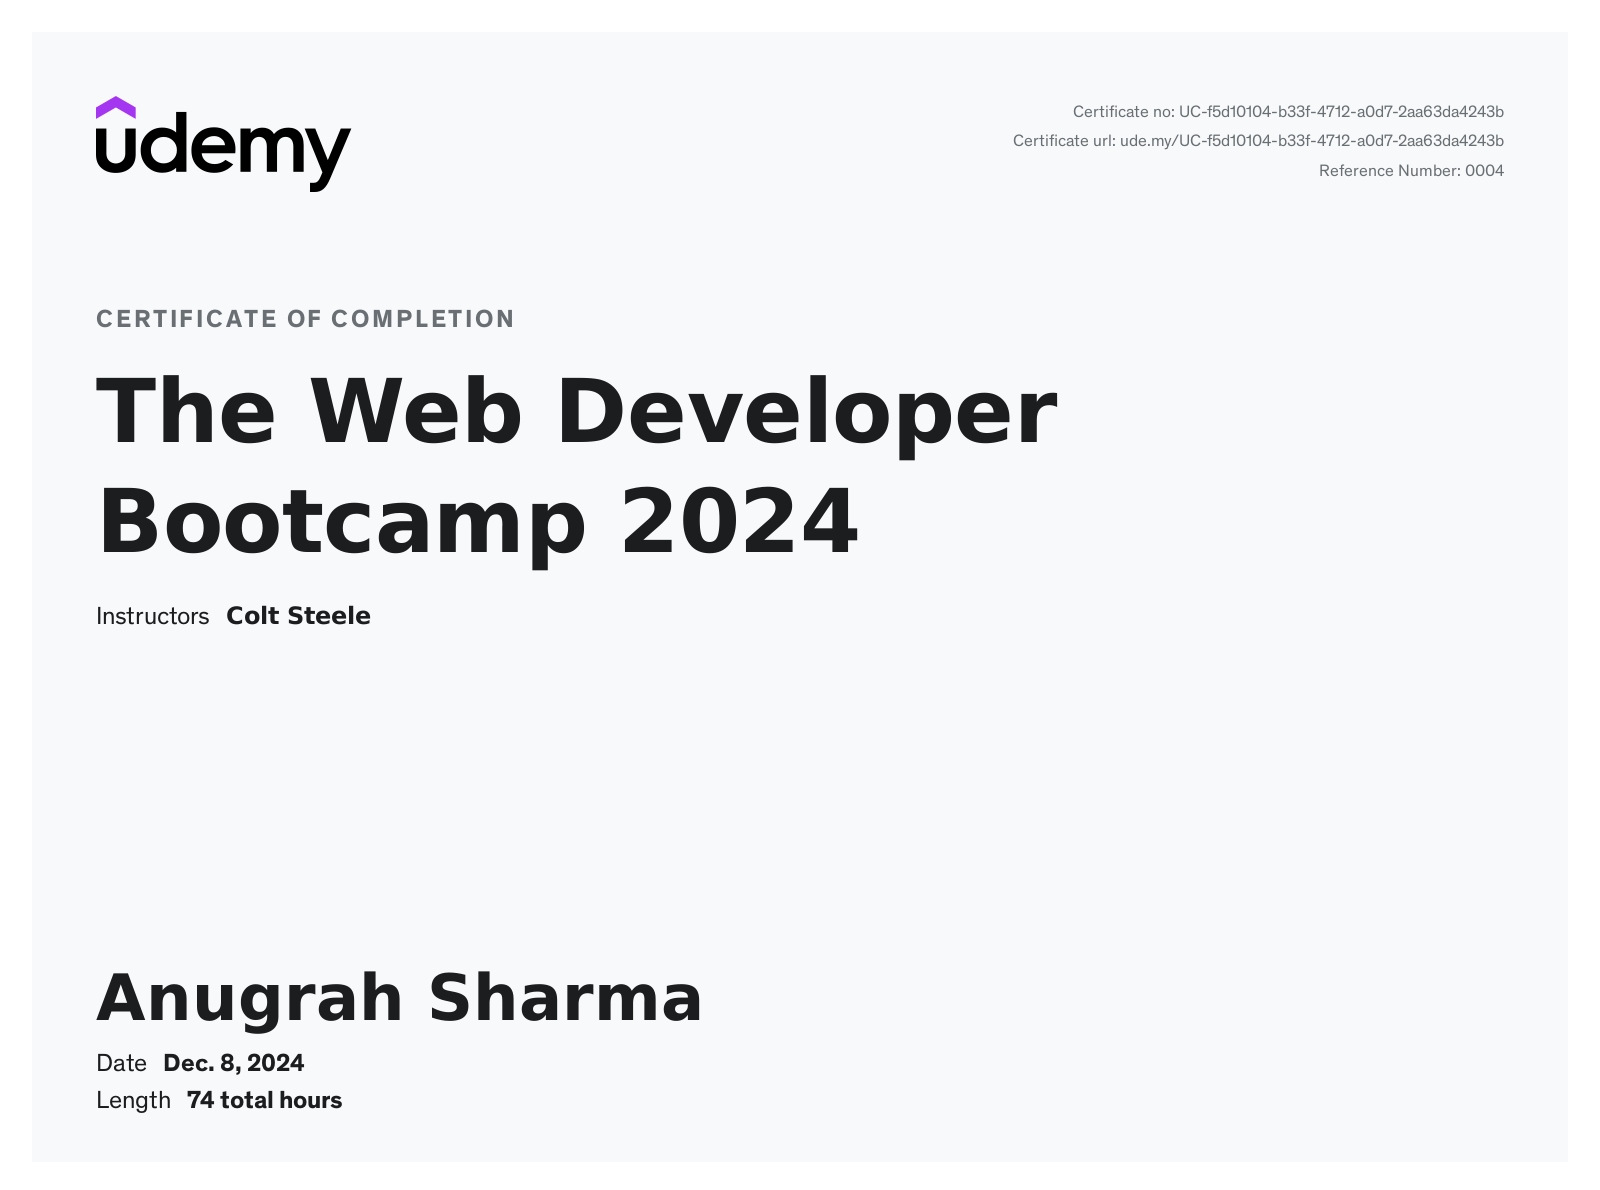 udemy
Certificate no: UC-f5d10104-b33f-4712-a0d7-2aa63da4243b
Certificate url: ude.my/UC-f5d10104-b33f-4712-a0d7-2aa63da4243b
Reference Number: 0004
CERTIFICATE OF COMPLETION
The Web Developer
Bootcamp 2024
Instructors Colt Steele
Anugrah Sharma
Date Dec. 8, 2024
Length 74 total hours